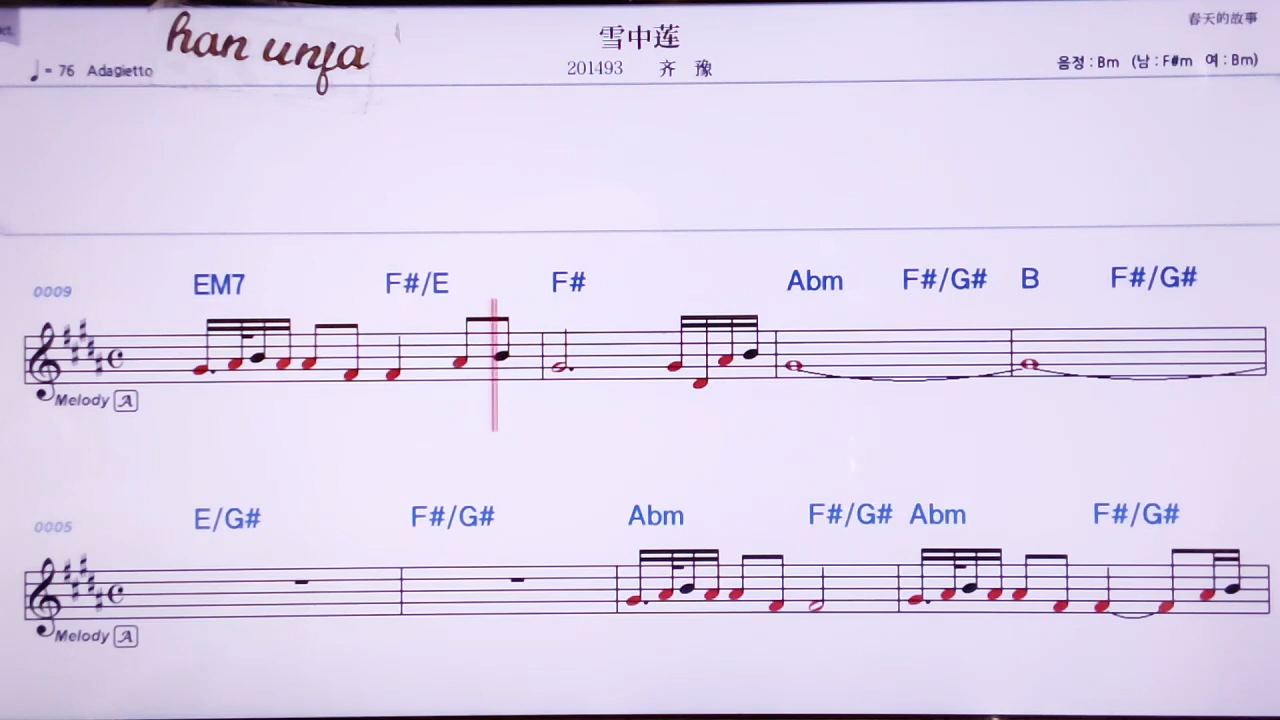 han unfa
春天的故事
雪中莲
201493 齐 豫
♩= 76 Adagietto
음정 : Bm (남 : F#m 여 : Bm)
EM7 F#/E F# Abm F#/G# B F#/G#
0009
Melody A
E/G# F#/G# Abm F#/G# Abm F#/G#
0005
Melody A